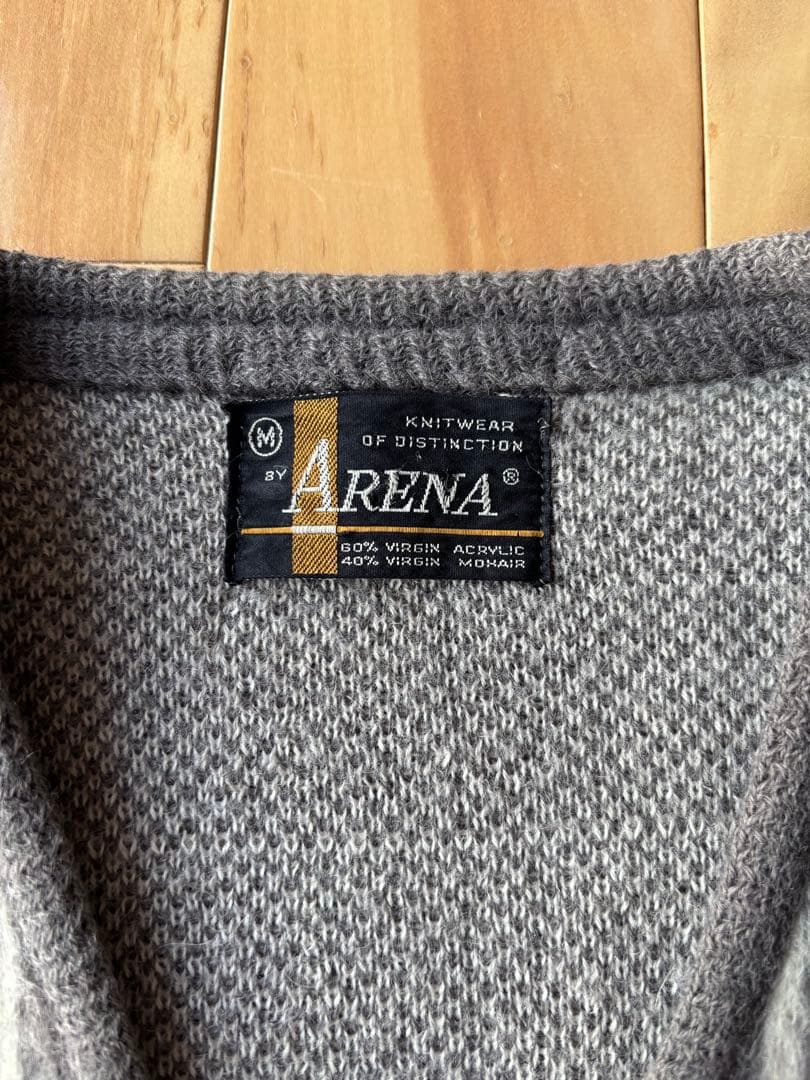 M
KNITWEAR
OF DISTINCTION
BY ARENA®
60% VIRGIN ACRYLIC
40% VIRGIN MOHAIR